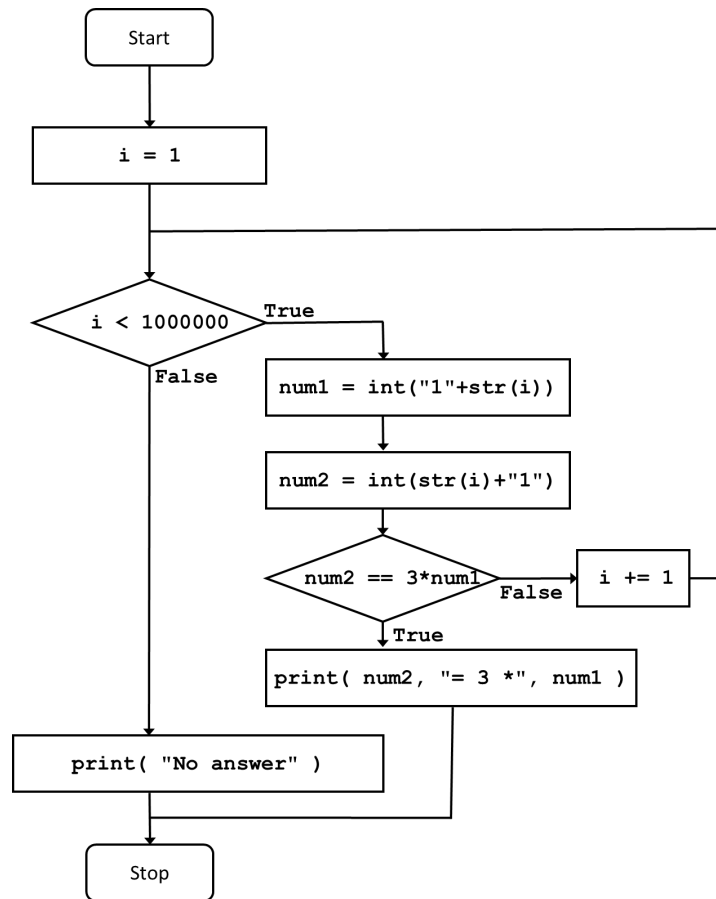 Start
i = 1
i < 1000000
True
False
num1 = int("1"+str(i))
num2 = int(str(i)+"1")
num2 == 3*num1
False
i += 1
True
print( num2, "= 3 *", num1 )
print( "No answer" )
Stop